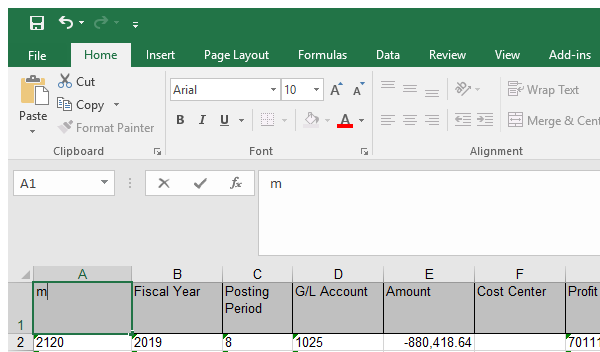 File Home Insert Page Layout Formulas Data Review View Add-ins
Cut
Copy
Format Painter
Paste
Arial 10 A A
B I U A
Wrap Text
Merge & Cent
Clipboard Font Alignment
A1 fx m
A B C D E F
1 m Fiscal Year Posting Period G/L Account Amount Cost Center Profit
2 2120 2019 8 1025 -880,418.64 70111